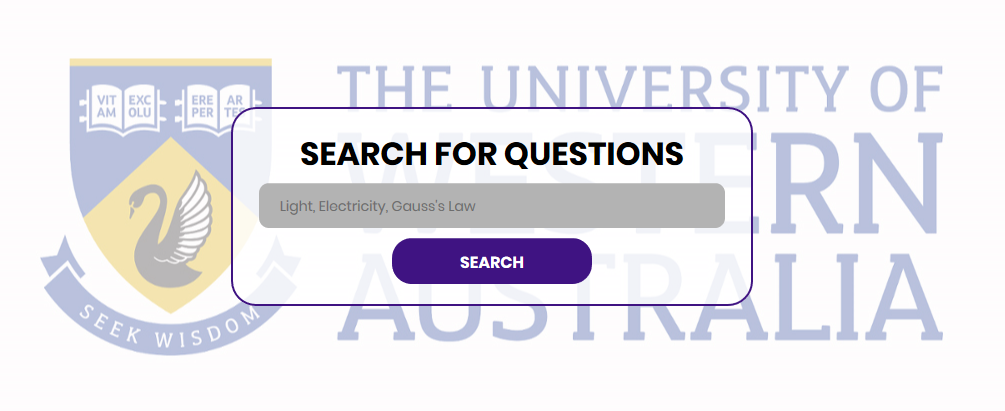 VIT EXC
AM OLU
ERE AR
PER TES
THE UNIVERSITY OF
WESTERN
AUSTRALIA
SEEK WISDOM
SEARCH FOR QUESTIONS
Light, Electricity, Gauss's Law
SEARCH